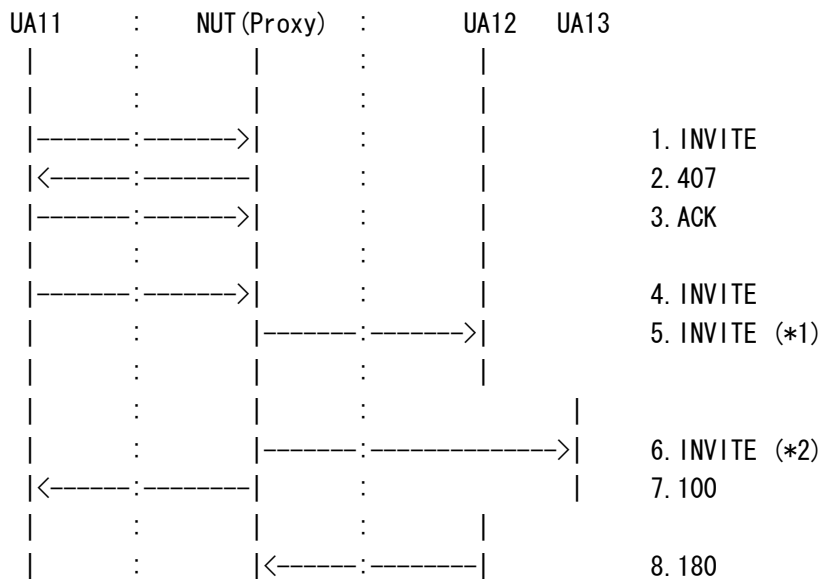 UA11 : NUT(Proxy) : UA12 UA13
| : | : |
| : | : |
|------:------->| : | 1. INVITE
|<------:--------| : | 2. 407
|------:------->| : | 3. ACK
| : | : |
|------:------->| : | 4. INVITE
| : |------:------->| 5. INVITE (*1)
| : | : |
| : | : |
| : |------:-------------->| 6. INVITE (*2)
|<------:--------| : | 7. 100
| : | : |
| : |<------:--------| 8. 180